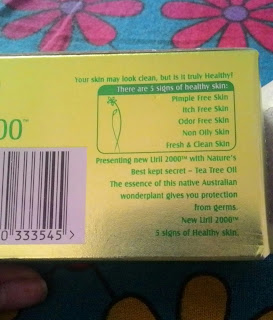 Your skin may look clean, but is it truly Healthy!
There are 5 signs of healthy skin:
Pimple Free Skin
Itch Free Skin
Odor Free Skin
Non Oily Skin
Fresh & Clean Skin
00™
Presenting new Liril 2000™ with Nature's
Best kept secret – Tea Tree Oil
The essence of this native Australian
wonderplant gives you protection
from germs.
New Liril 2000™
5 signs of Healthy skin.
0 333545 >